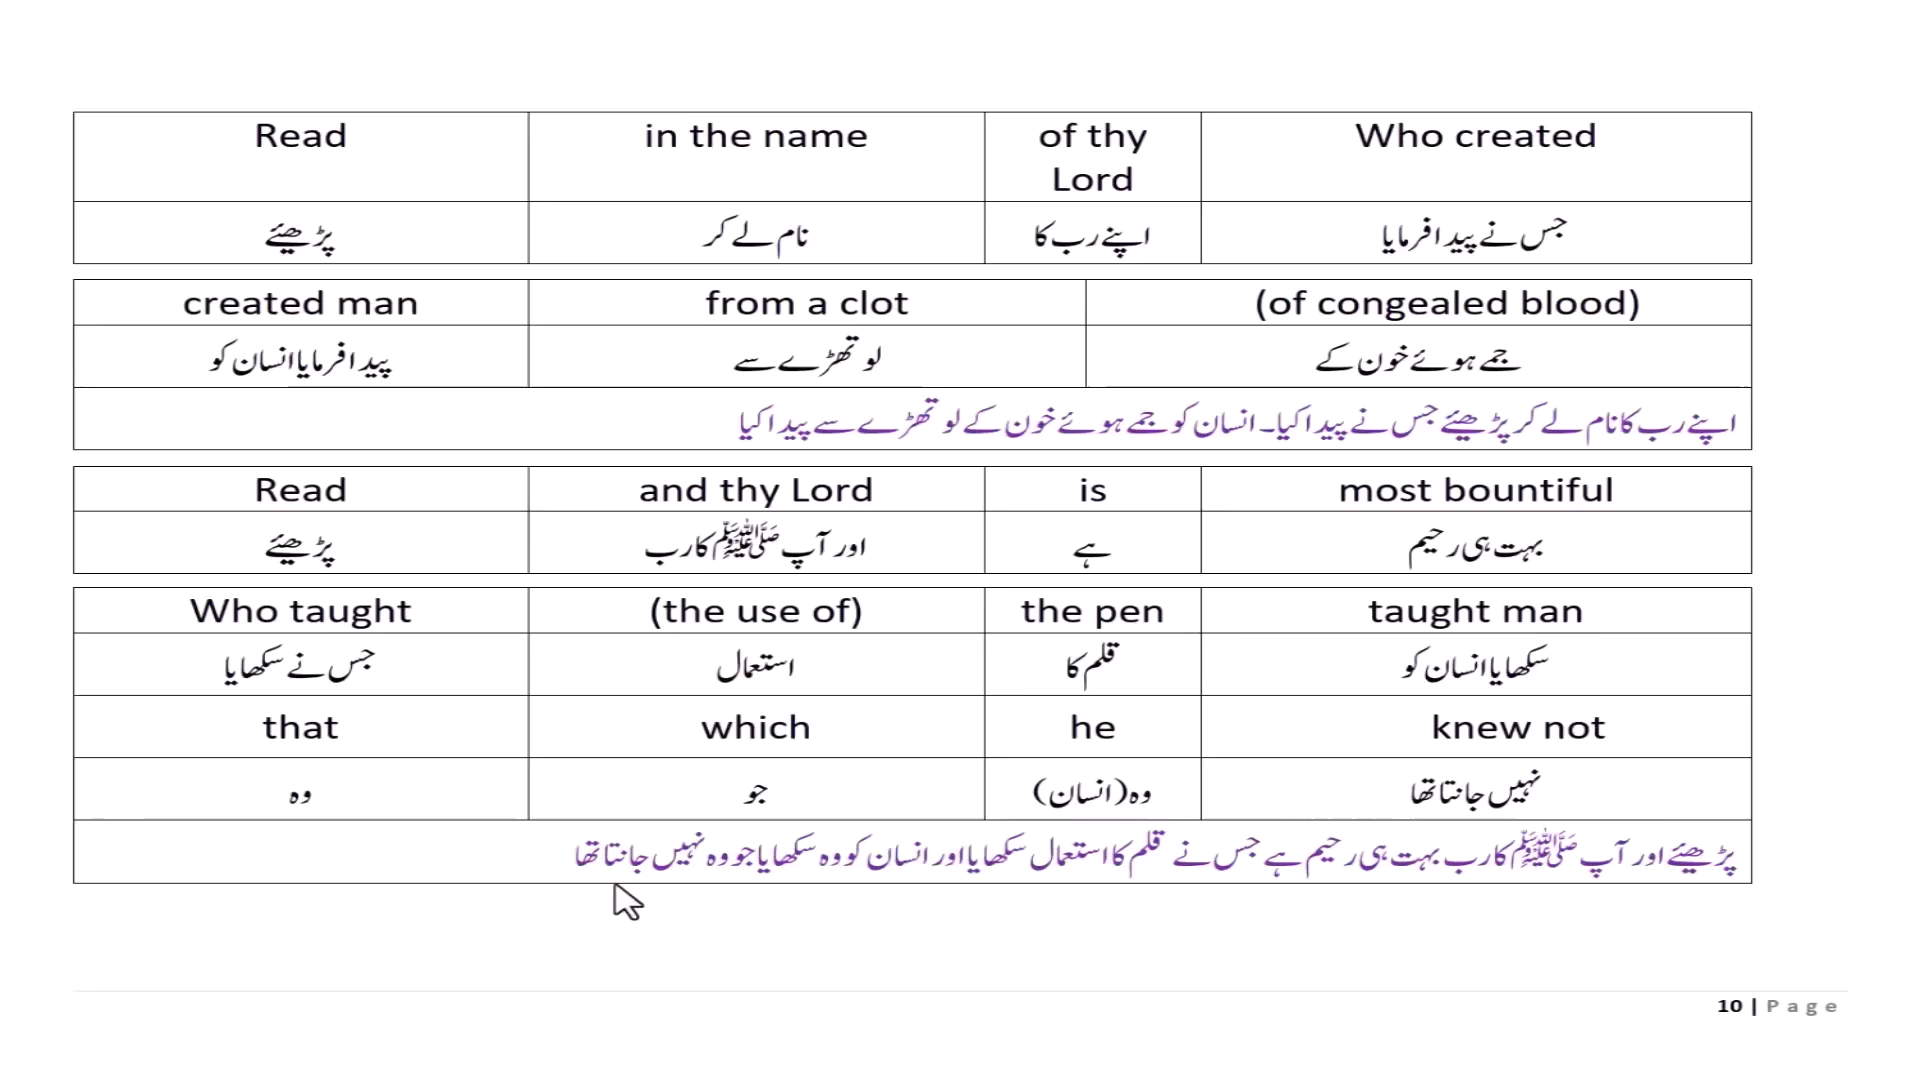 Read in the name of thy Who created
Lord
پڑھیئے نام لے کر اپنے رب کا جس نے پیدا فرمایا
created man from a clot (of congealed blood)
پیدا فرمایا انسان کو لوتھڑے سے جمے ہوئے خون کے
اپنے رب کا نام لے کر پڑھیئے جس نے پیدا کیا۔ انسان کو جمے ہوئے خون کے لوتھڑے سے پیدا کیا
Read and thy Lord is most bountiful
پڑھیئے اور آپ ﷺ کا رب ہے بہت ہی رحیم
Who taught (the use of) the pen taught man
جس نے سکھایا استعمال قلم کا سکھایا انسان کو
that which he knew not
وہ جو وہ (انسان) نہیں جانتا تھا
پڑھیئے اور آپ ﷺ کا رب بہت ہی رحیم ہے جس نے قلم کا استعمال سکھایا اور انسان کو وہ سکھایا جو وہ نہیں جانتا تھا
10 | Page